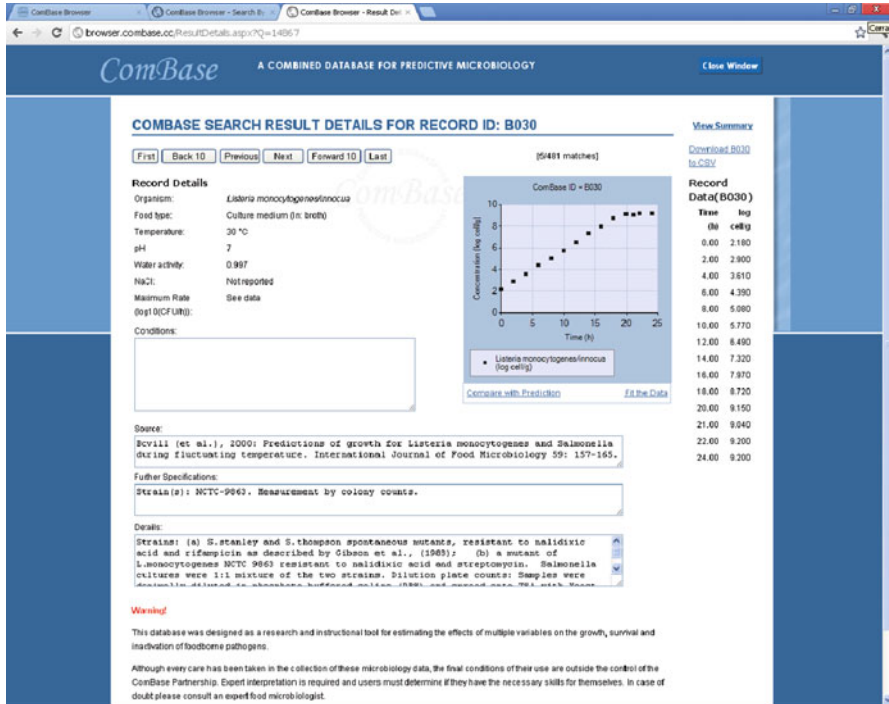 ComBase Browser
ComBase Browser - Search By
ComBase Browser - Result Det
browser.combase.cc/ResultDetails.aspx?Q=14867
Cerra
ComBase
A COMBINED DATABASE FOR PREDICTIVE MICROBIOLOGY
Close Window
COMBASE SEARCH RESULT DETAILS FOR RECORD ID: B030
First Back 10 Previous Next Forward 10 Last
[5/401 matches]
Record Details
Organism: Listeria monocytogenes/innocua
Food type: Culture medium (in: broth)
Temperature: 30 °C
pH 7
Water activity: 0.997
NaCl: Not reported
Maximum Rate See data
(log10(CFU/h)):
Conditions:
ComBase ID = B030
Concentration (log cell/g)
10
8
6
4
2
0
0 5 10 15 20 25
Time (h)
Listeria monocytogenes/innocua
(log cell/g)
Compare with Prediction Fit the Data
Source:
Bovill (et al.), 2000: Predictions of growth for Listeria monocytogenes and Salmonella
during fluctuating temperature. International Journal of Food Microbiology 59: 157-165.
Further Specifications:
Strain(s): NCTC-9863. Measurement by colony counts.
Details:
Strains: (a) S.stanley and S.thompson spontaneous mutants, resistant to nalidixic
acid and rifampicin as described by Gibson et al., (1988); (b) a mutant of
L.monocytogenes NCTC 9863 resistant to nalidixic acid and streptomycin. Salmonella
cultures were 1:1 mixture of the two strains. Dilution plate counts: Samples were
View Summary
Download B030
to CSV
Record
Data(B030)
Time log
(h) cell/g
0.00 2.180
2.00 2.900
4.00 3.610
6.00 4.390
8.00 5.080
10.00 5.770
12.00 6.490
14.00 7.320
16.00 7.970
18.00 8.720
20.00 9.150
21.00 9.040
22.00 9.200
24.00 9.200
Warning!
This database was designed as a research and instructional tool for estimating the effects of multiple variables on the growth, survival and
inactivation of foodborne pathogens.
Although every care has been taken in the collection of these microbiology data, the final conditions of their use are outside the control of the
ComBase Partnership. Expert interpretation is required and users must determine if they have the necessary skills for themselves. In case of
doubt please consult an expert food microbiologist.